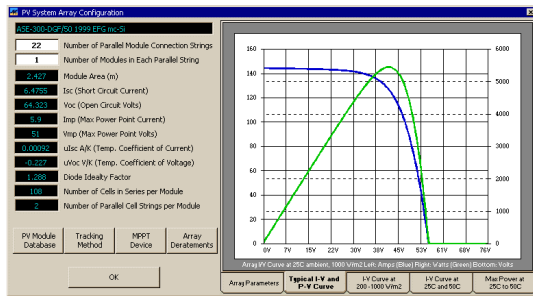 PV System Array Configuration
ASE-300-DGF/50 1999 EFG mc-Si
22 Number of Parallel Module Connection Strings
1 Number of Modules in Each Parallel String
2.427 Module Area (m)
6.4755 Isc (Short Circuit Current)
64.323 Voc (Open Circuit Volts)
5.9 Imp (Max Power Point Current)
51 Vmp (Max Power Point Volts)
0.00092 uIsc A/K (Temp. Coefficient of Current)
-0.227 uVoc V/K (Temp. Coefficient of Voltage)
1.288 Diode Idealty Factor
108 Number of Cells in Series per Module
2 Number of Parallel Cell Strings per Module
PV Module Database
Tracking Method
MPPT Device
Array Deratements
OK
160 6000
140
5000
120
100 4000
80 3000
60
2000
40
20 1000
0 0
0V 7V 15V 22V 30V 38V 45V 53V 61V 68V 76V
Array I-V Curve at 25C ambient, 1000 V/m2 Left: Amps (Blue) Right: Watts (Green) Bottom: Volts
Array Parameters
Typical I-V and P-V Curve
I-V Curve at 200-1000 V/m2
I-V Curve at 25C and 50C
Max Power at 25C to 50C